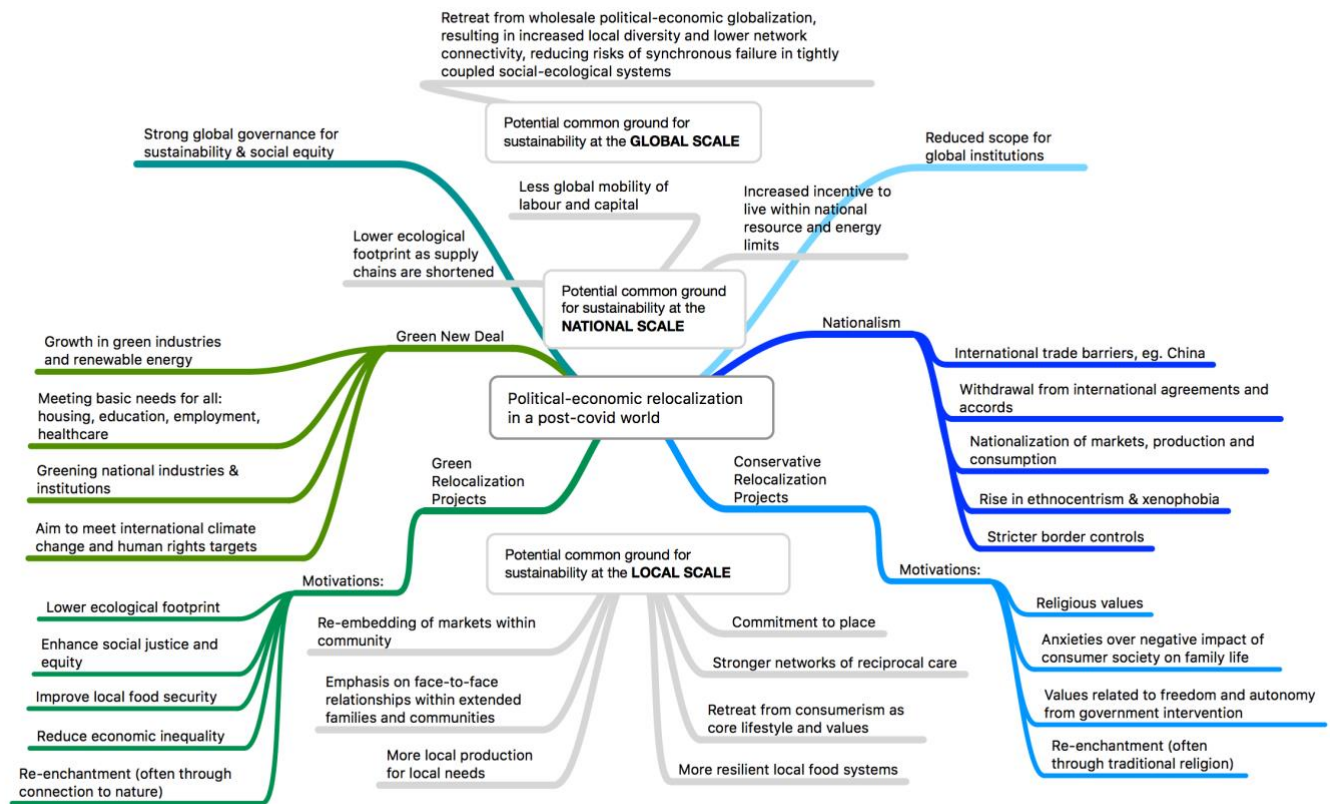 Retreat from wholesale political-economic globalization,
resulting in increased local diversity and lower network
connectivity, reducing risks of synchronous failure in tightly
coupled social-ecological systems
Potential common ground for
sustainability at the GLOBAL SCALE
Strong global governance for
sustainability & social equity
Reduced scope for
global institutions
Less global mobility of
labour and capital
Increased incentive to
live within national
resource and energy
limits
Lower ecological
footprint as supply
chains are shortened
Potential common ground
for sustainability at the
NATIONAL SCALE
Green New Deal
Growth in green industries
and renewable energy
Meeting basic needs for all:
housing, education, employment,
healthcare
Greening national industries &
institutions
Aim to meet international climate
change and human rights targets
Nationalism
International trade barriers, eg. China
Withdrawal from international agreements and
accords
Nationalization of markets, production and
consumption
Rise in ethnocentrism & xenophobia
Stricter border controls
Political-economic relocalization
in a post-covid world
Green
Relocalization
Projects
Motivations:
Lower ecological footprint
Enhance social justice and
equity
Improve local food security
Reduce economic inequality
Re-enchantment (often through
connection to nature)
Conservative
Relocalization
Projects
Motivations:
Religious values
Anxieties over negative impact of
consumer society on family life
Values related to freedom and autonomy
from government intervention
Re-enchantment (often
through traditional religion)
Potential common ground for
sustainability at the LOCAL SCALE
Re-embedding of markets within
community
Emphasis on face-to-face
relationships within extended
families and communities
More local production
for local needs
Commitment to place
Stronger networks of reciprocal care
Retreat from consumerism as
core lifestyle and values
More resilient local food systems